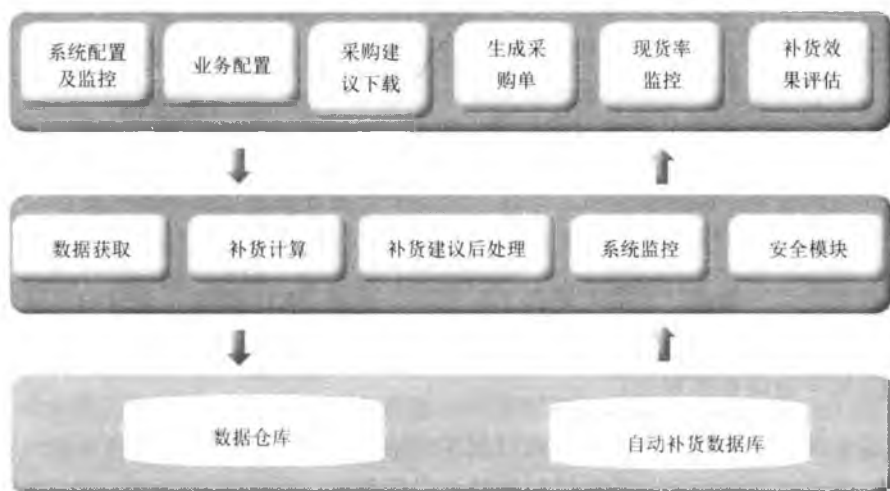 系统配置
及监控
业务配置
采购建
议下载
生成采
购单
现货率
监控
补货效
果评估
数据获取
补货计算
补货建议后处理
系统监控
安全模块
数据仓库
自动补货数据库